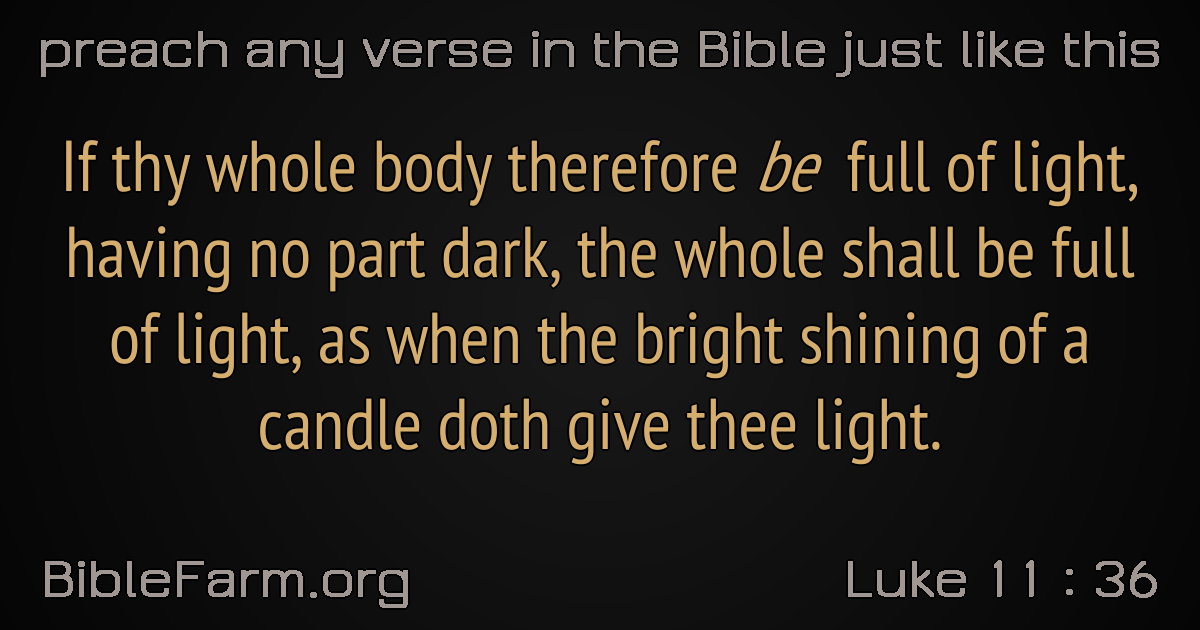 preach any verse in the Bible just like this
If thy whole body therefore be full of light,
having no part dark, the whole shall be full
of light, as when the bright shining of a
candle doth give thee light.
BibleFarm.org
Luke 11 : 36